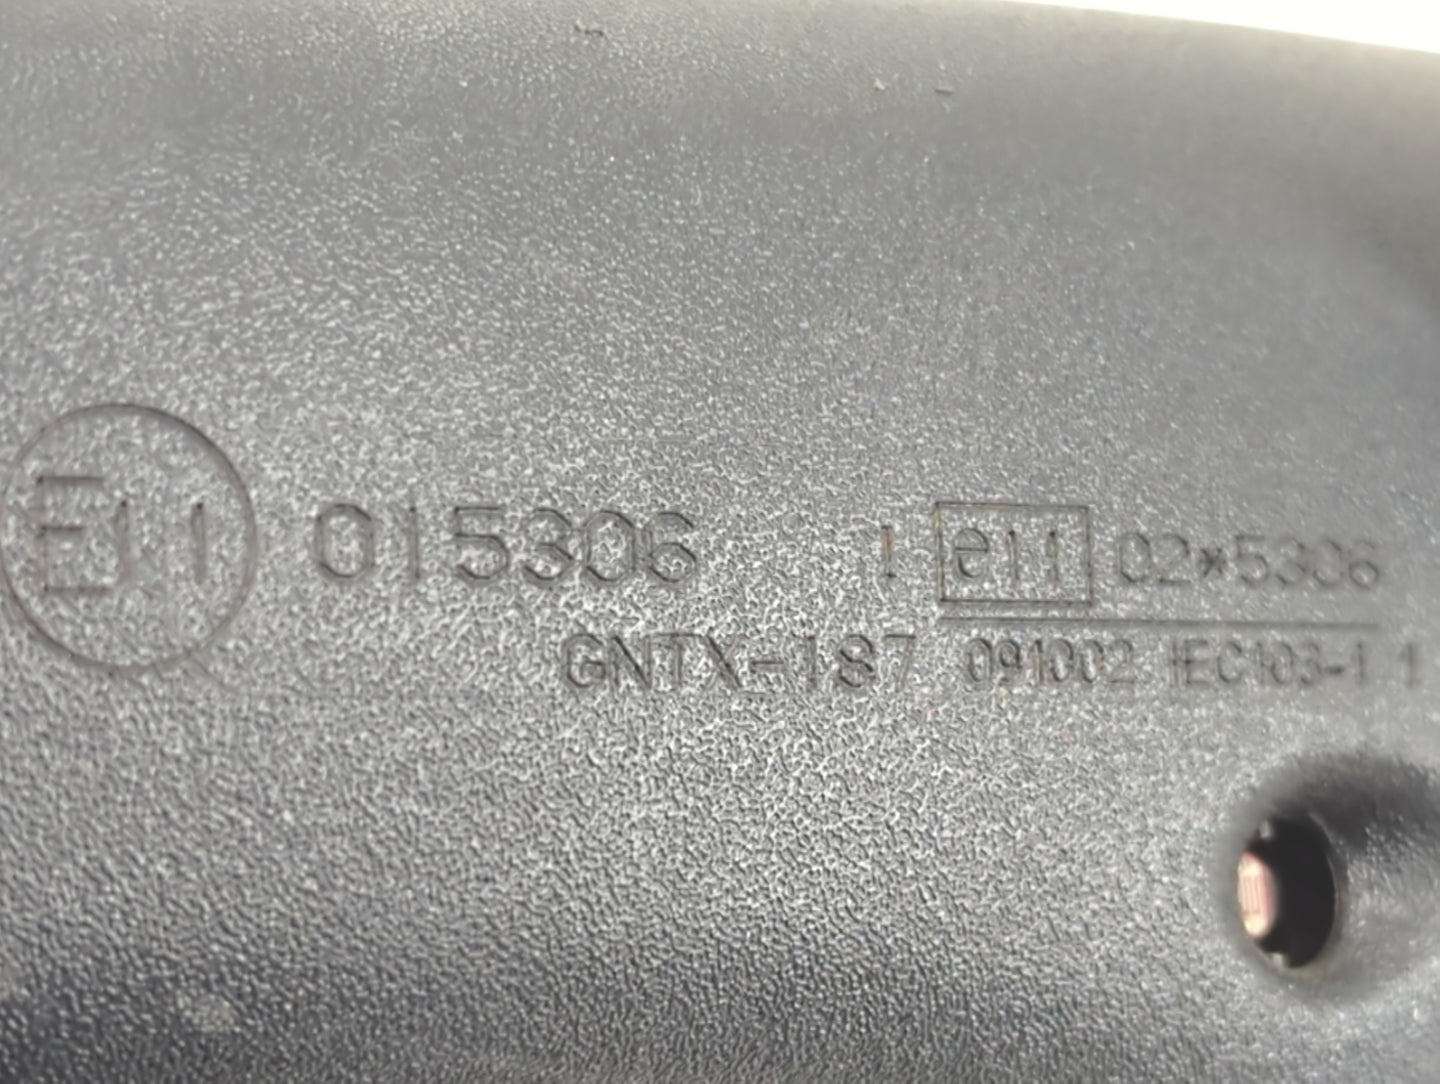 E11 015306 I e11 02*5306
GNTX-187 091002 IEC103-1 1